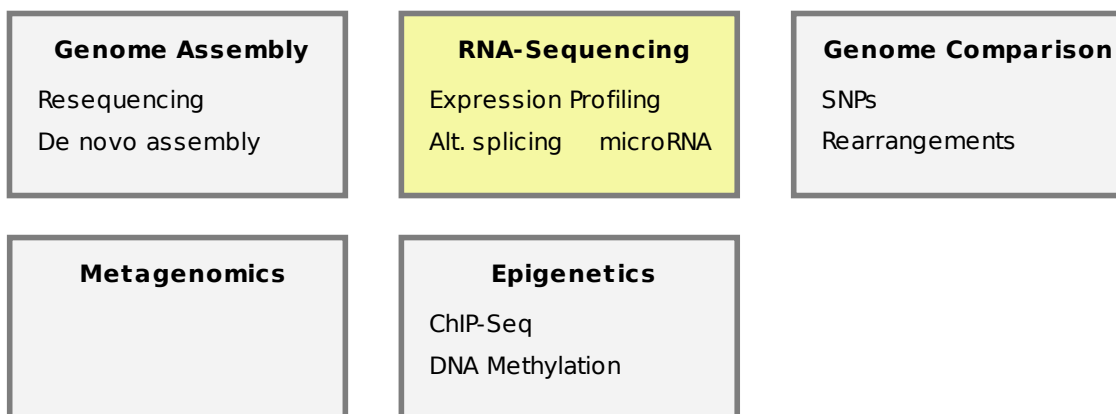 Genome Assembly
Resequencing
De novo assembly
RNA-Sequencing
Expression Profiling
Alt. splicing microRNA
Genome Comparison
SNPs
Rearrangements
Metagenomics
Epigenetics
ChIP-Seq
DNA Methylation